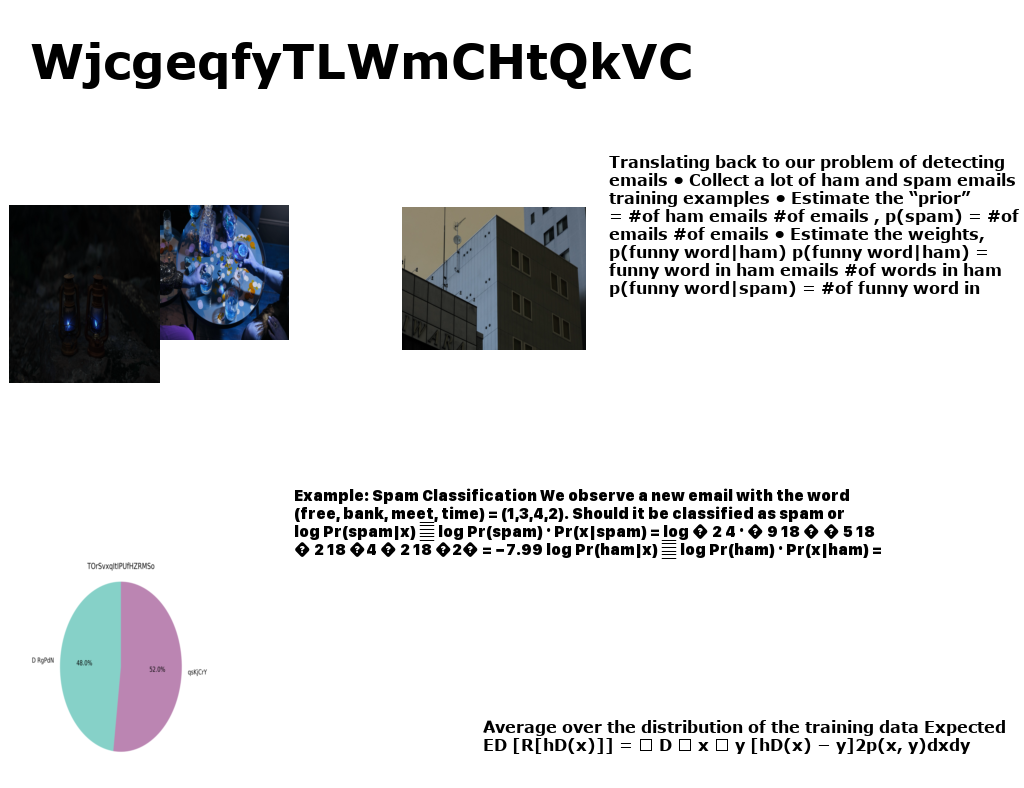 WjcgeqfyTLWmCHtQkVC
Translating back to our problem of detecting
emails • Collect a lot of ham and spam emails
training examples • Estimate the “prior”
= #of ham emails #of emails , p(spam) = #of
emails #of emails • Estimate the weights,
p(funny word|ham) p(funny word|ham) =
funny word in ham emails #of words in ham
p(funny word|spam) = #of funny word in
Example: Spam Classification We observe a new email with the word
(free, bank, meet, time) = (1,3,4,2). Should it be classified as spam or
log Pr(spam|x) 𝄚 log Pr(spam) · Pr(x|spam) = log � 2 4 · � 9 18 � � 5 18
� 2 18 �4 � 2 18 �2� = −7.99 log Pr(ham|x) 𝄚 log Pr(ham) · Pr(x|ham) =
TOrSvxqItIPUfHZRMSo
D RgPdN
48.0%
52.0%
qsKjCrY
Average over the distribution of the training data Expected
ED [R[hD(x)]] = □ D □ x □ y [hD(x) − y]2p(x, y)dxdy